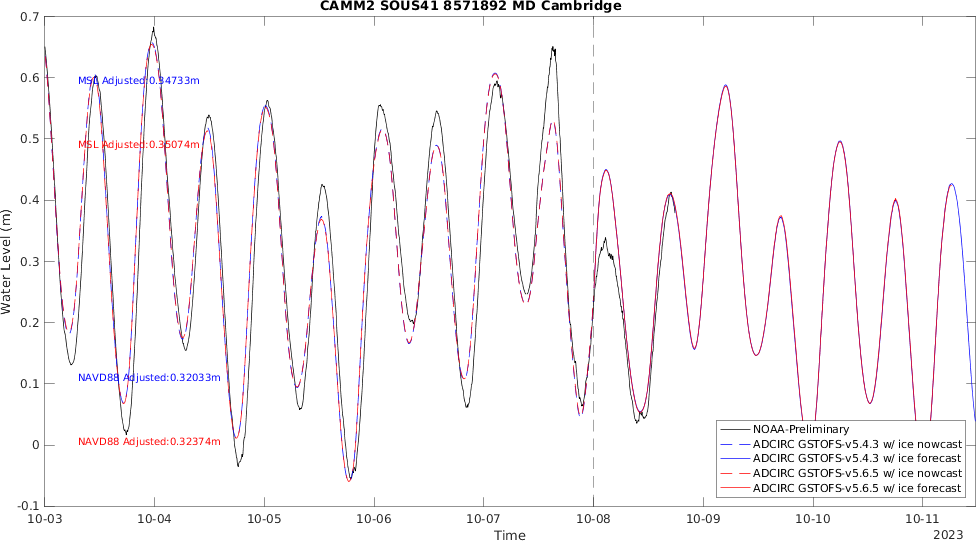 CAMM2 SOUS41 8571892 MD Cambridge
0.7
0.6
0.5
0.4
0.3
0.2
0.1
0
-0.1
Water Level (m)
MSL Adjusted:0.34733m
MSL Adjusted:0.35074m
NAVD88 Adjusted:0.32033m
NAVD88 Adjusted:0.32374m
NOAA-Preliminary
ADCIRC GSTOFS-v5.4.3 w/ ice nowcast
ADCIRC GSTOFS-v5.4.3 w/ ice forecast
ADCIRC GSTOFS-v5.6.5 w/ ice nowcast
ADCIRC GSTOFS-v5.6.5 w/ ice forecast
10-03 10-04 10-05 10-06 10-07 10-08 10-09 10-10 10-11
Time
2023